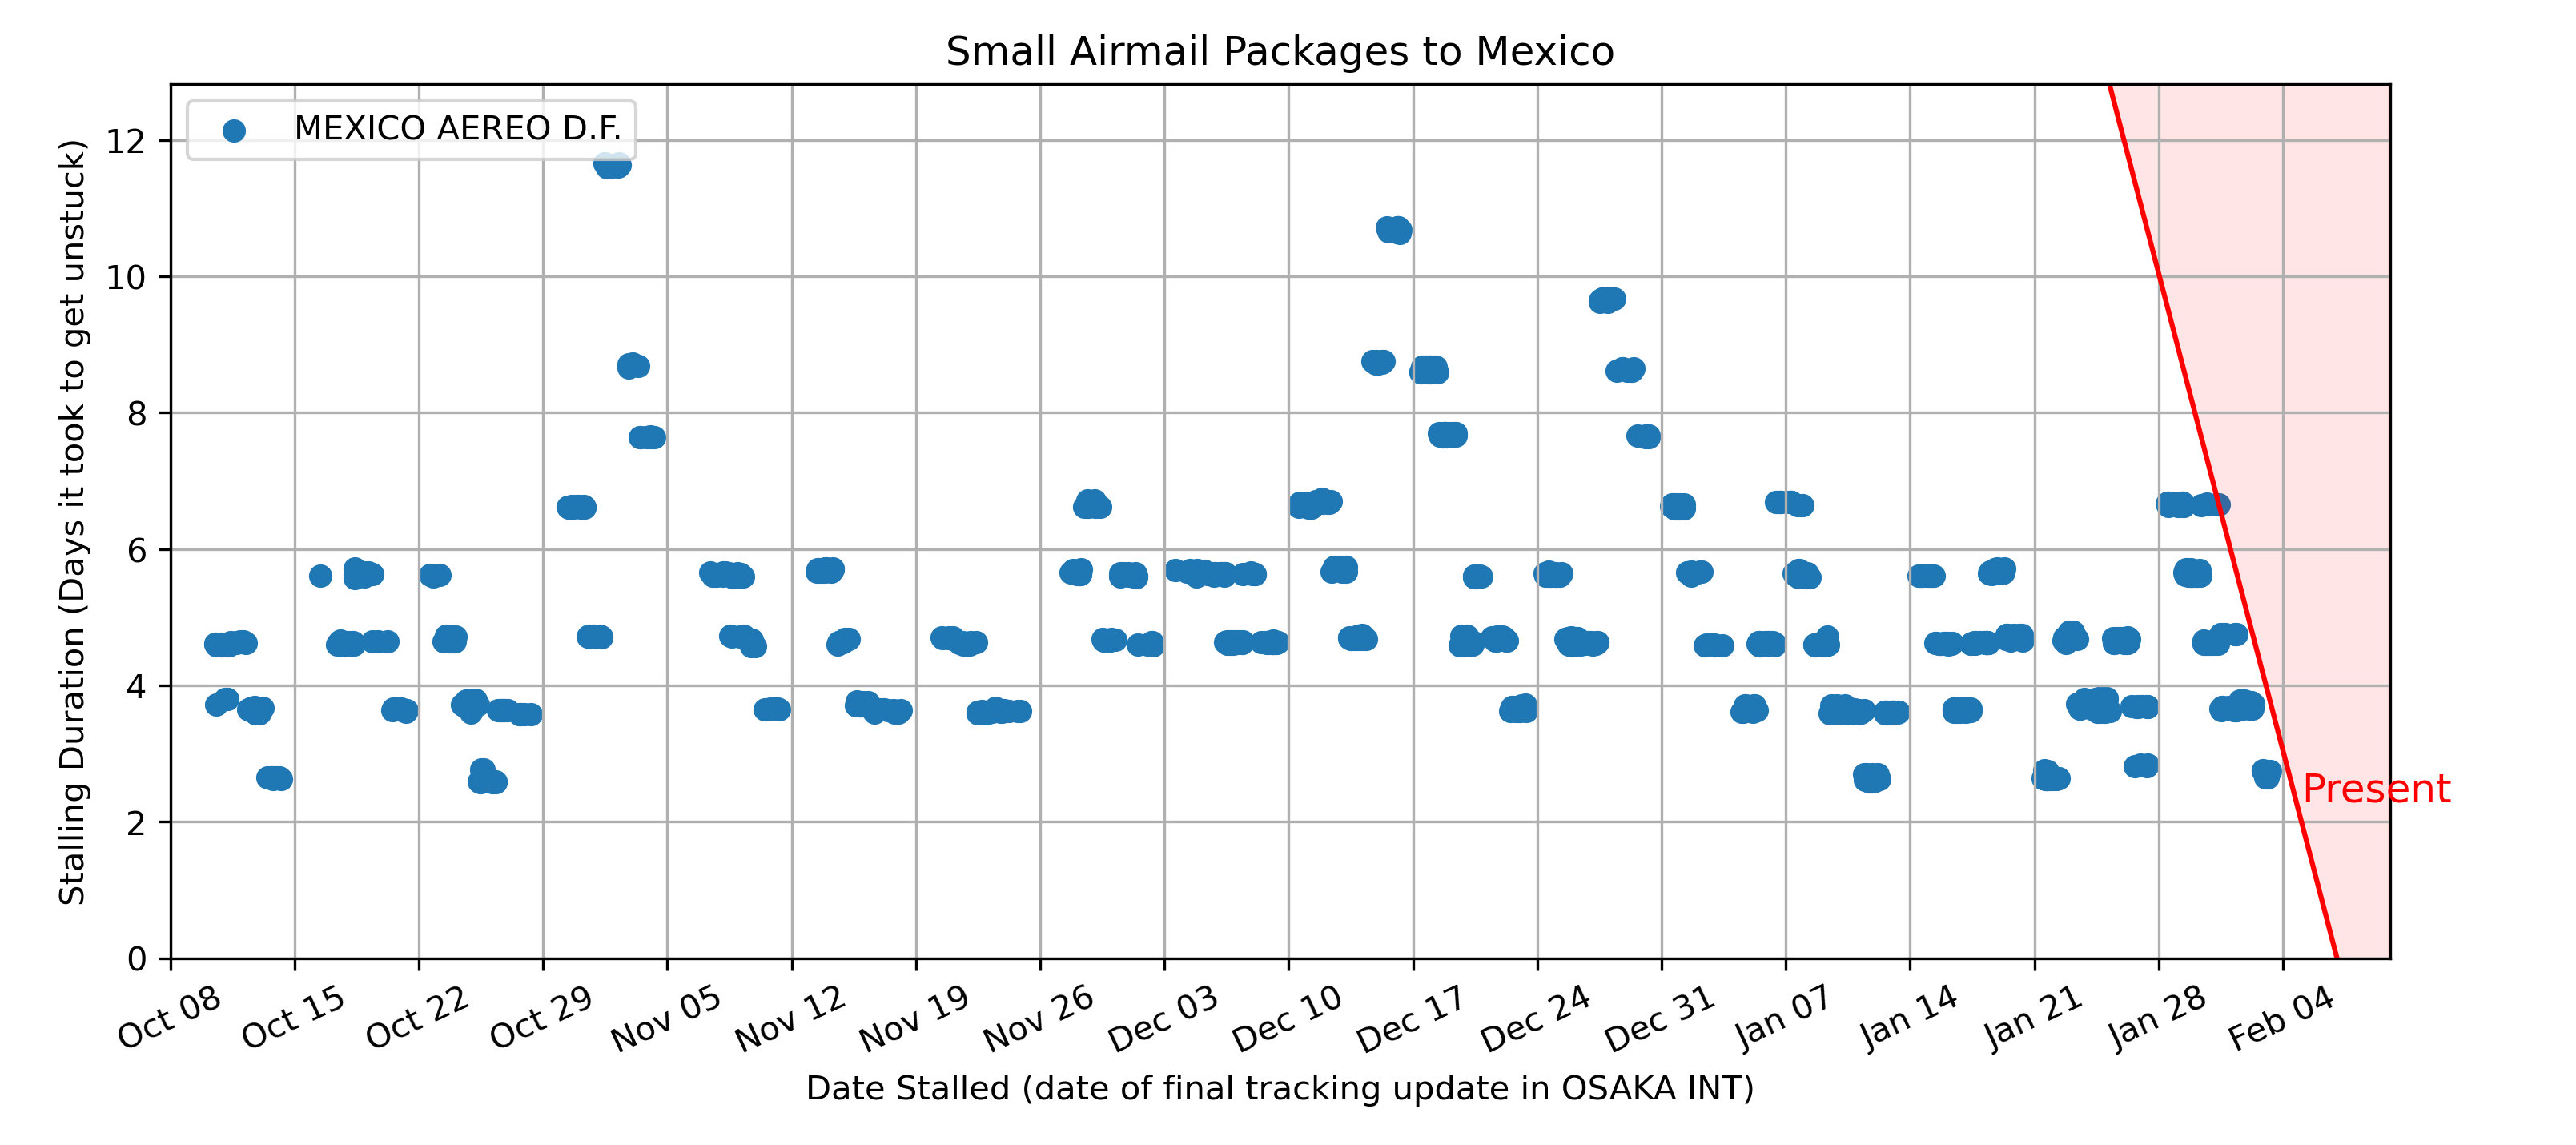 Small Airmail Packages to Mexico
MEXICO AEREO D.F.
Stalling Duration (Days it took to get unstuck)
12
10
8
6
4
2
0
Present
Oct 08
Oct 15
Oct 22
Oct 29
Nov 05
Nov 12
Nov 19
Nov 26
Dec 03
Dec 10
Dec 17
Dec 24
Dec 31
Jan 07
Jan 14
Jan 21
Jan 28
Feb 04
Date Stalled (date of final tracking update in OSAKA INT)